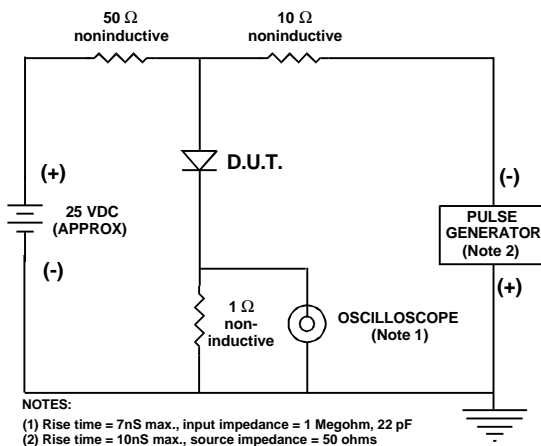 50 Ω
noninductive
10 Ω
noninductive
(+)
25 VDC
(APPROX)
(-)
D.U.T.
1 Ω
non-
inductive
OSCILLOSCOPE
(Note 1)
(-)
PULSE
GENERATOR
(Note 2)
(+)
NOTES:
(1) Rise time = 7nS max., input impedance = 1 Megohm, 22 pF
(2) Rise time = 10nS max., source impedance = 50 ohms